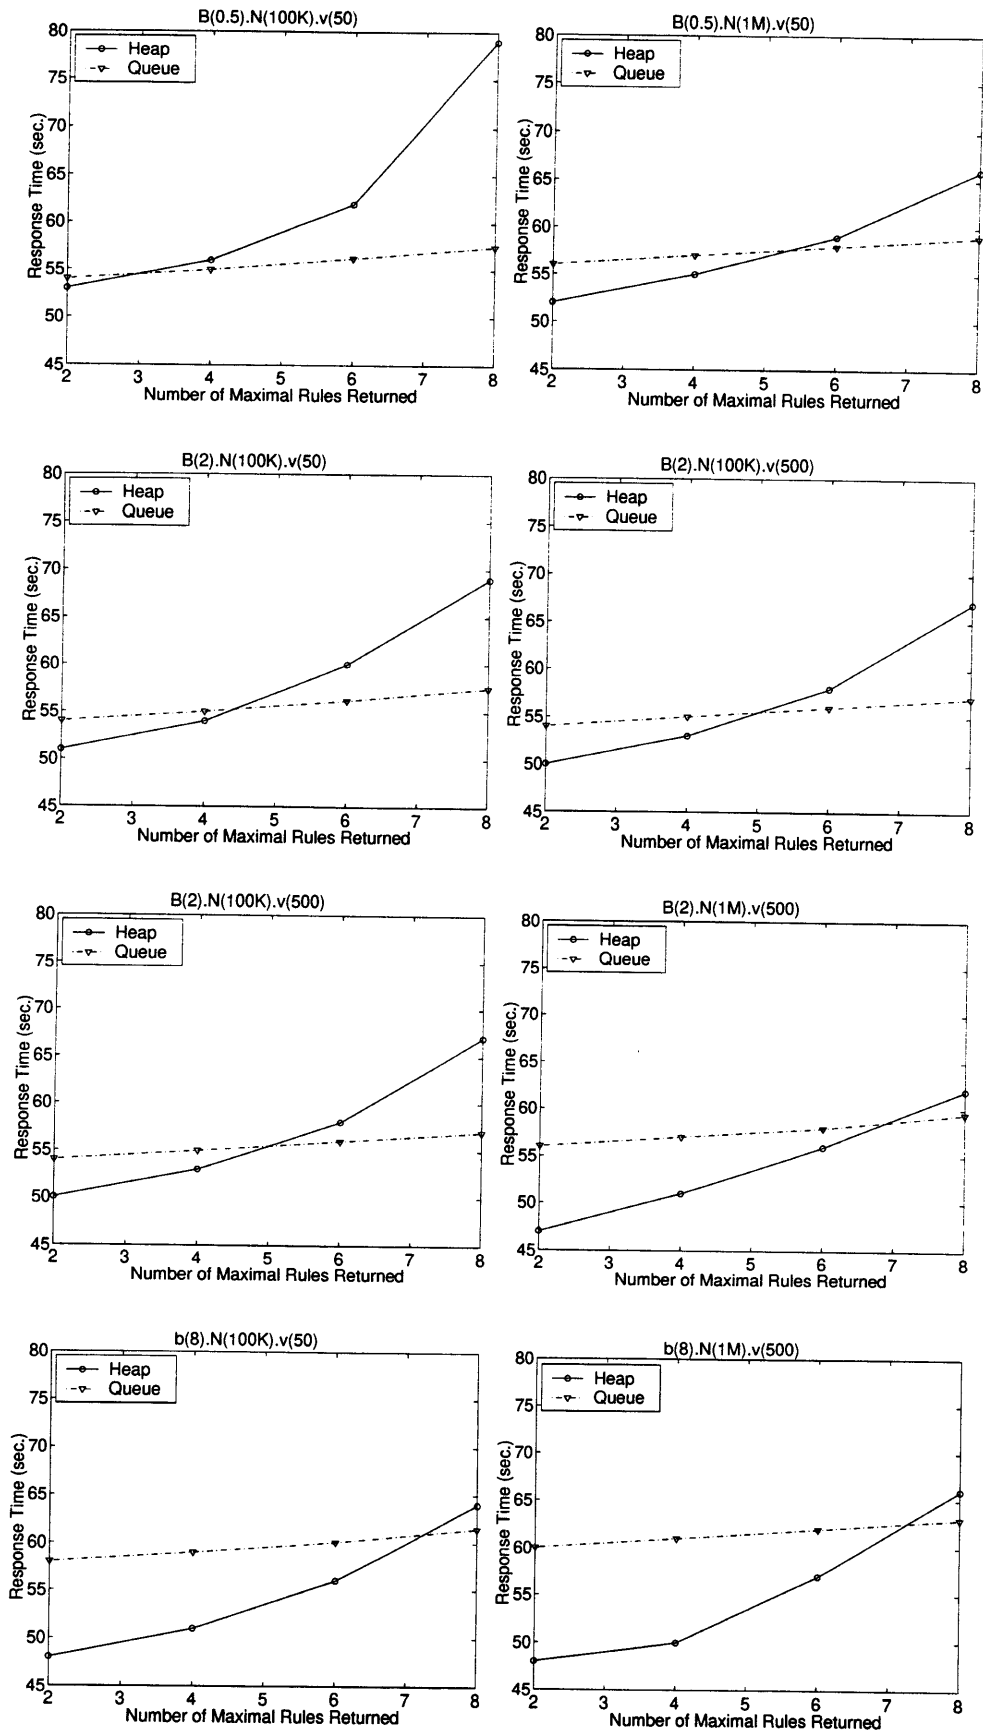 B(0.5).N(100K).v(50)
80
75
70
65
60
55
50
45
Response Time (sec.)
Heap
Queue
2 3 4 5 6 7 8
Number of Maximal Rules Returned
B(0.5).N(1M).v(50)
80
75
70
65
60
55
50
45
Response Time (sec.)
Heap
Queue
2 3 4 5 6 7 8
Number of Maximal Rules Returned
B(2).N(100K).v(50)
80
75
70
65
60
55
50
45
Response Time (sec.)
Heap
Queue
2 3 4 5 6 7 8
Number of Maximal Rules Returned
B(2).N(100K).v(500)
80
75
70
65
60
55
50
45
Response Time (sec.)
Heap
Queue
2 3 4 5 6 7 8
Number of Maximal Rules Returned
B(2).N(100K).v(500)
80
75
70
65
60
55
50
45
Response Time (sec.)
Heap
Queue
2 3 4 5 6 7 8
Number of Maximal Rules Returned
B(2).N(1M).v(500)
80
75
70
65
60
55
50
45
Response Time (sec.)
Heap
Queue
2 3 4 5 6 7 8
Number of Maximal Rules Returned
b(8).N(100K).v(50)
80
75
70
65
60
55
50
45
Response Time (sec.)
Heap
Queue
2 3 4 5 6 7 8
Number of Maximal Rules Returned
b(8).N(1M).v(500)
80
75
70
65
60
55
50
45
Response Time (sec.)
Heap
Queue
2 3 4 5 6 7 8
Number of Maximal Rules Returned